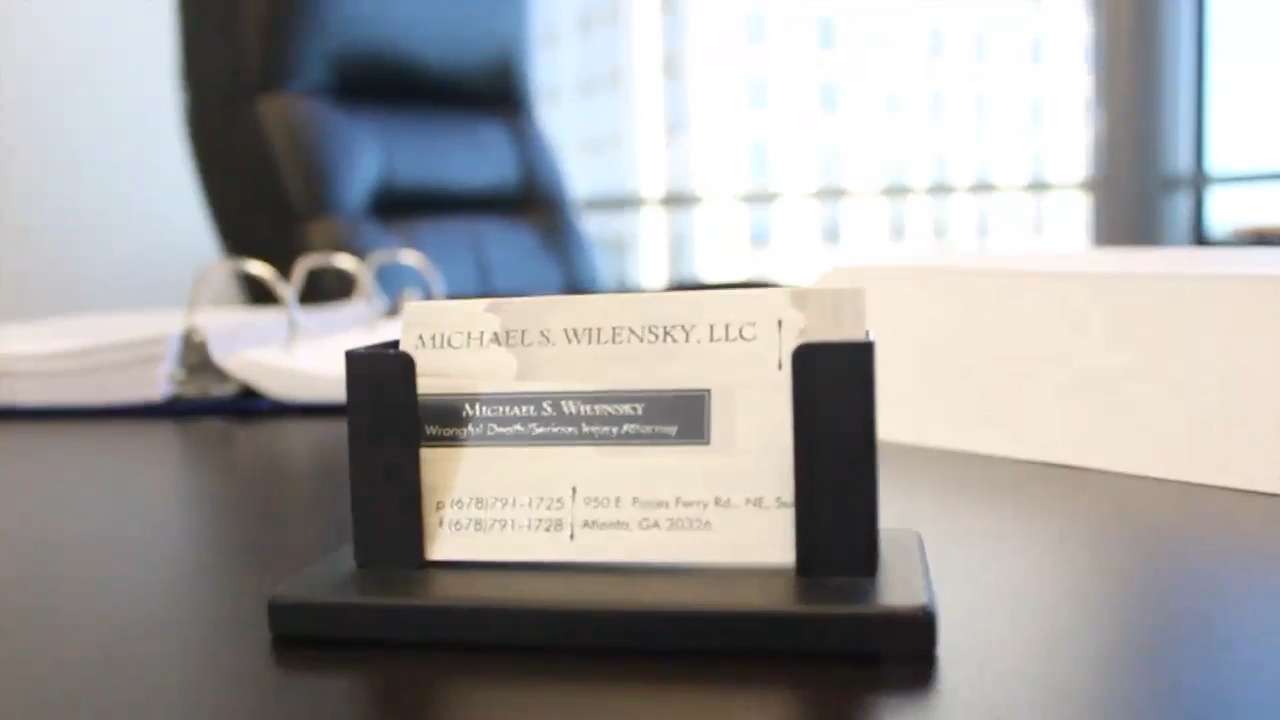 MICHAEL S. WILENSKY, LLC
MICHAEL S. WILENSKY
Wrongful Death/Serious Injury Attorney
p (678)791-1725
f (678)791-1728
950 E. Paces Ferry Rd., NE, Su
Atlanta, GA 30326